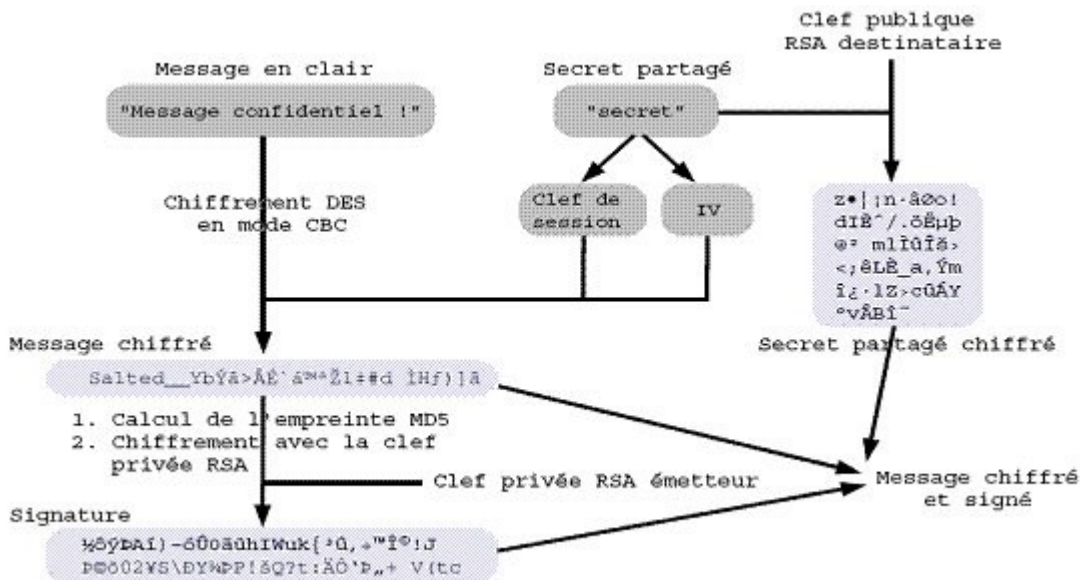 Clef publique
RSA destinataire
Message en clair
Secret partagé
"Message confidentiel !"
"secret"
Chiffrement DES
en mode CBC
Clef de
session
IV
Message chiffré
Secret partagé chiffré
Salted__
1. Calcul de l'empreinte MD5
2. Chiffrement avec la clef
privée RSA
Clef privée RSA émetteur
Message chiffré
et signé
Signature